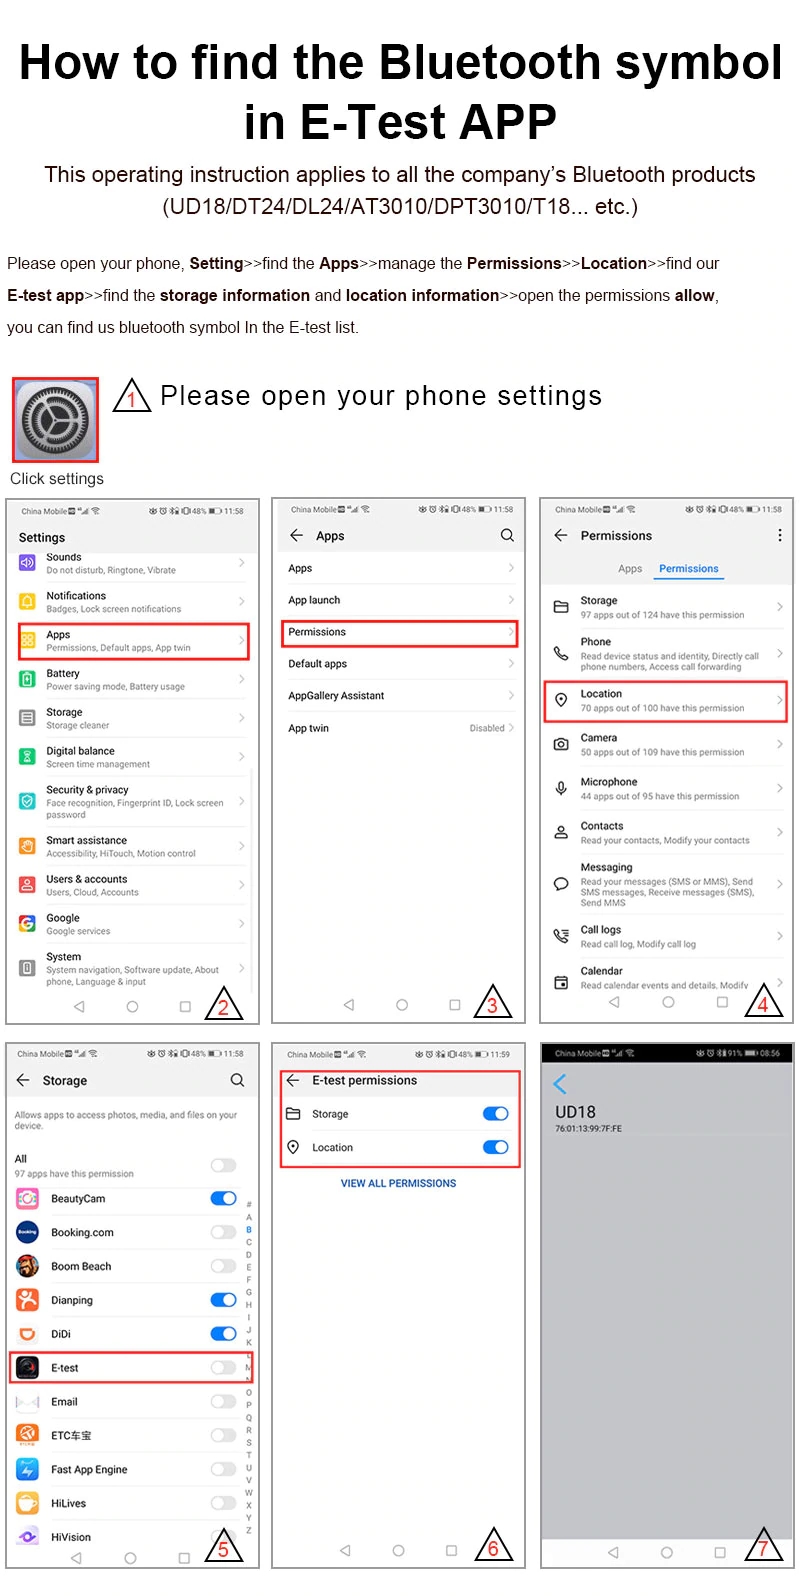 How to find the Bluetooth symbol
in E-Test APP
This operating instruction applies to all the company's Bluetooth products
(UD18/DT24/DL24/AT3010/DPT3010/T18... etc.)
Please open your phone, Setting>>find the Apps>>manage the Permissions>>Location>>find our
E-test app>>find the storage information and location information>>open the permissions allow,
you can find us bluetooth symbol In the E-test list.
1 Please open your phone settings
Click settings
China Mobile 48% 11:58
Settings
Sounds
Do not disturb, Ringtone, Vibrate
Notifications
Badges, Lock screen notifications
Apps
Permissions, Default apps, App twin
Battery
Power saving mode, Battery usage
Storage
Storage cleaner
Digital balance
Screen time management
Security & privacy
Face recognition, Fingerprint ID, Lock screen
password
Smart assistance
Accessibility, HiTouch, Motion control
Users & accounts
Users, Cloud, Accounts
Google
Google services
System
System navigation, Software update, About
phone, Language & input
2
China Mobile 48% 11:58
Apps
Apps
App launch
Permissions
Default apps
AppGallery Assistant
App twin Disabled
3
China Mobile 48% 11:58
Permissions
Apps Permissions
Storage
97 apps out of 124 have this permission
Phone
Read device status and identity, Directly call
phone numbers, Access call forwarding
Location
70 apps out of 100 have this permission
Camera
50 apps out of 109 have this permission
Microphone
44 apps out of 95 have this permission
Contacts
Read your contacts, Modify your contacts
Messaging
Read your messages (SMS or MMS), Send
SMS messages, Receive messages (SMS),
Send MMS
Call logs
Read call log, Modify call log
Calendar
Read calendar events and details, Modify
4
China Mobile 48% 11:58
Storage
Allows apps to access photos, media, and files on your
device.
All
97 apps have this permission
BeautyCam
Booking.com
Boom Beach
Dianping
DiDi
E-test
Email
ETC车宝
Fast App Engine
HiLives
HiVision
#
A
B
C
D
E
F
G
H
I
J
K
L
M
N
O
P
Q
R
S
T
U
V
W
X
Y
Z
5
China Mobile 48% 11:59
E-test permissions
Storage
Location
VIEW ALL PERMISSIONS
6
China Mobile 91% 08:56
UD18
76:01:13:99:7F:FE
7